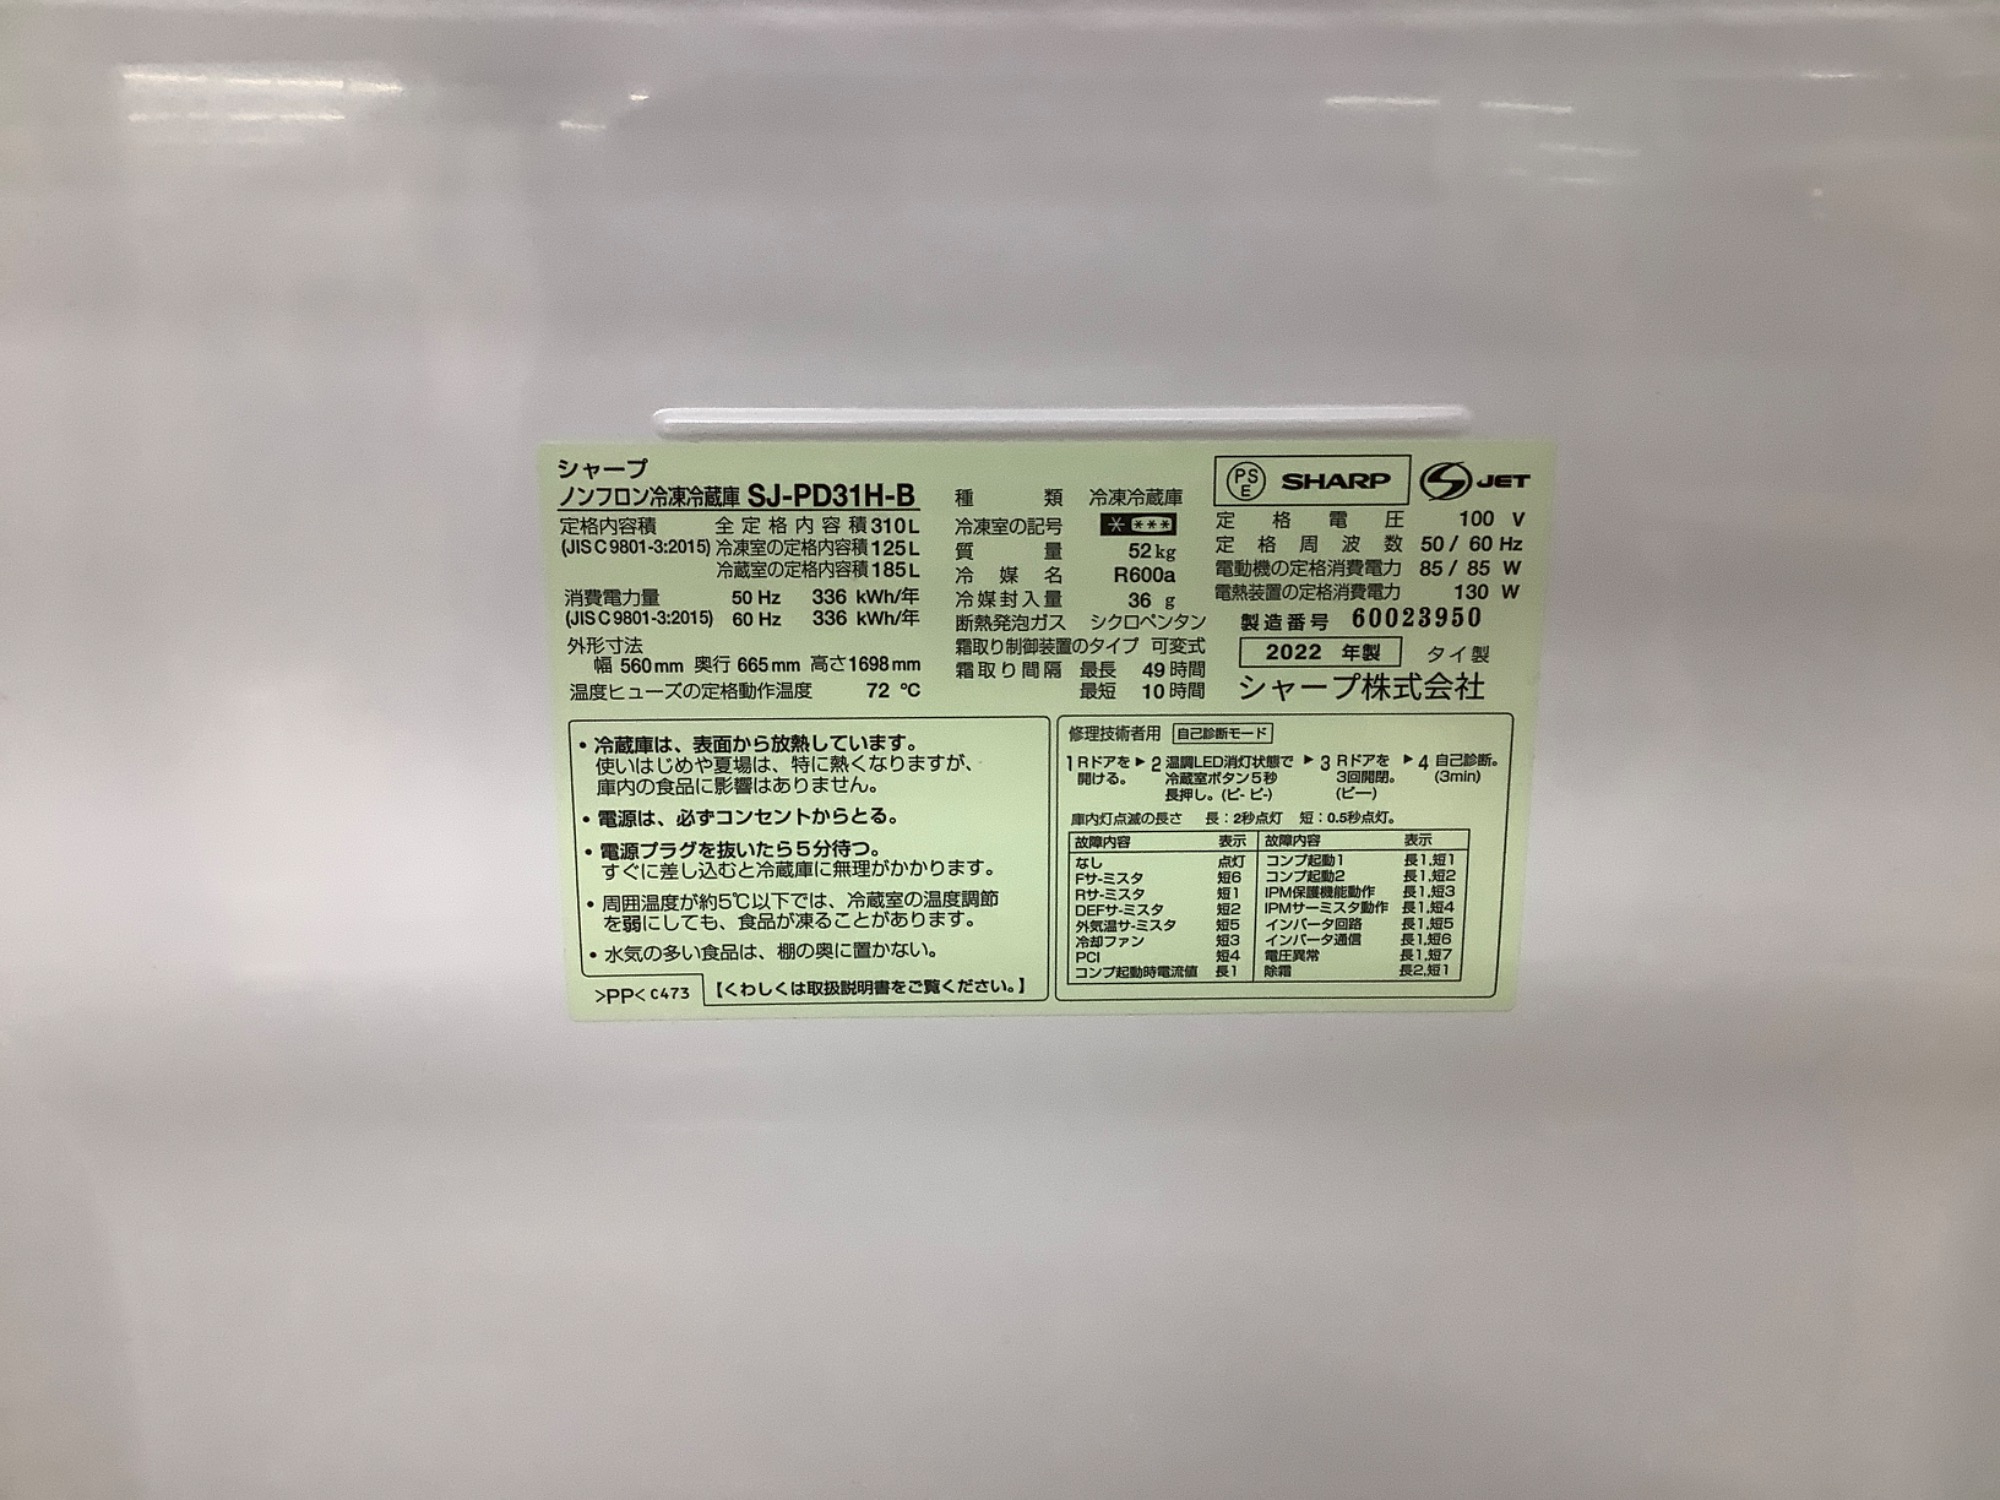 シャープ
ノンフロン冷凍冷蔵庫 SJ-PD31H-B
定格内容積 全定格内容積 310L
(JIS C 9801-3:2015) 冷凍室の定格内容積 125L
冷蔵室の定格内容積 185L
消費電力量 50 Hz 336 kWh/年
(JIS C 9801-3:2015) 60 Hz 336 kWh/年
外形寸法
幅 560mm 奥行 665mm 高さ 1698mm
温度ヒューズの定格動作温度 72 ℃
種類 冷凍冷蔵庫
冷凍室の記号 * ***
質量 52kg
冷媒名 R600a
冷媒封入量 36 g
断熱発泡ガス シクロペンタン
霜取り制御装置のタイプ 可変式
霜取り間隔 最長 49 時間
最短 10 時間
PS E SHARP S JET
定格電圧 100 V
定格周波数 50 / 60 Hz
電動機の定格消費電力 85 / 85 W
電熱装置の定格消費電力 130 W
製造番号 60023950
2022 年製 タイ製
シャープ株式会社
・冷蔵庫は、表面から放熱しています。
使いはじめや夏場は、特に熱くなりますが、
庫内の食品に影響はありません。
・電源は、必ずコンセントからとる。
・電源プラグを抜いたら5分待つ。
すぐに差し込むと冷蔵庫に無理がかかります。
・周囲温度が約5℃以下では、冷蔵室の温度調節
を弱にしても、食品が凍ることがあります。
・水気の多い食品は、棚の奥に置かない。
>PP< C473 【くわしくは取扱説明書をご覧ください。】
修理技術者用 自己診断モード
1 Rドアを ▶ 2 温調LED消灯状態で ▶ 3 Rドアを ▶ 4 自己診断。
開ける。 冷蔵室ボタン5秒 3回開閉。 (3min)
長押し。(ピ- ピ-) (ピー)
庫内灯点滅の長さ 長：2秒点灯 短：0.5秒点灯。
故障内容 表示 故障内容 表示
なし 点灯 コンプ起動1 長1,短1
Fサ-ミスタ 短6 コンプ起動2 長1,短2
Rサ-ミスタ 短1 IPM保護機能動作 長1,短3
DEFサ-ミスタ 短2 IPMサーミスタ動作 長1,短4
外気温サ-ミスタ 短5 インバータ回路 長1,短5
冷却ファン 短3 インバータ通信 長1,短6
PCI 短4 電圧異常 長1,短7
コンプ起動時電流値 長1 除霜 長2,短1